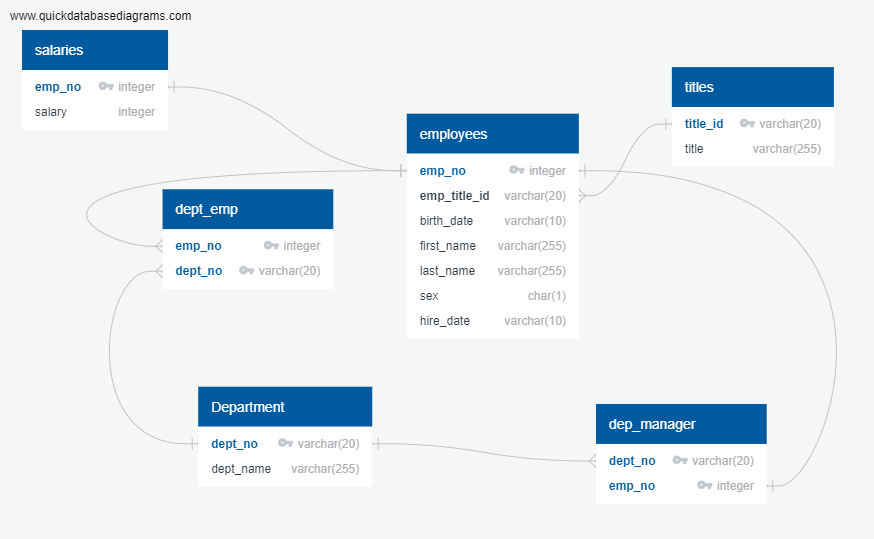 www.quickdatabasediagrams.com
salaries
emp_no integer
salary integer
titles
title_id varchar(20)
title varchar(255)
employees
emp_no integer
emp_title_id varchar(20)
birth_date varchar(10)
first_name varchar(255)
last_name varchar(255)
sex char(1)
hire_date varchar(10)
dept_emp
emp_no integer
dept_no varchar(20)
Department
dept_no varchar(20)
dept_name varchar(255)
dep_manager
dept_no varchar(20)
emp_no integer